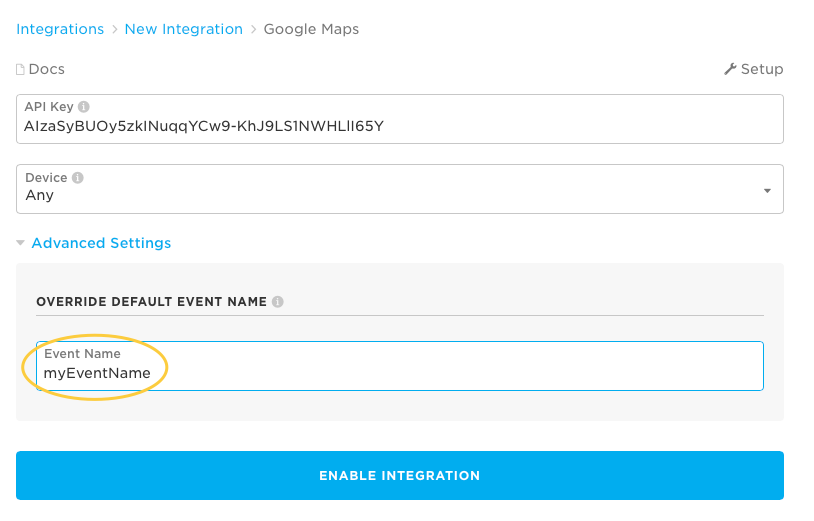 Integrations > New Integration > Google Maps
Docs
Setup
API Key
AIzaSyBUOy5zkINuqqYCw9-KhJ9LS1NWHLlI65Y
Device
Any
Advanced Settings
OVERRIDE DEFAULT EVENT NAME
Event Name
myEventName
ENABLE INTEGRATION